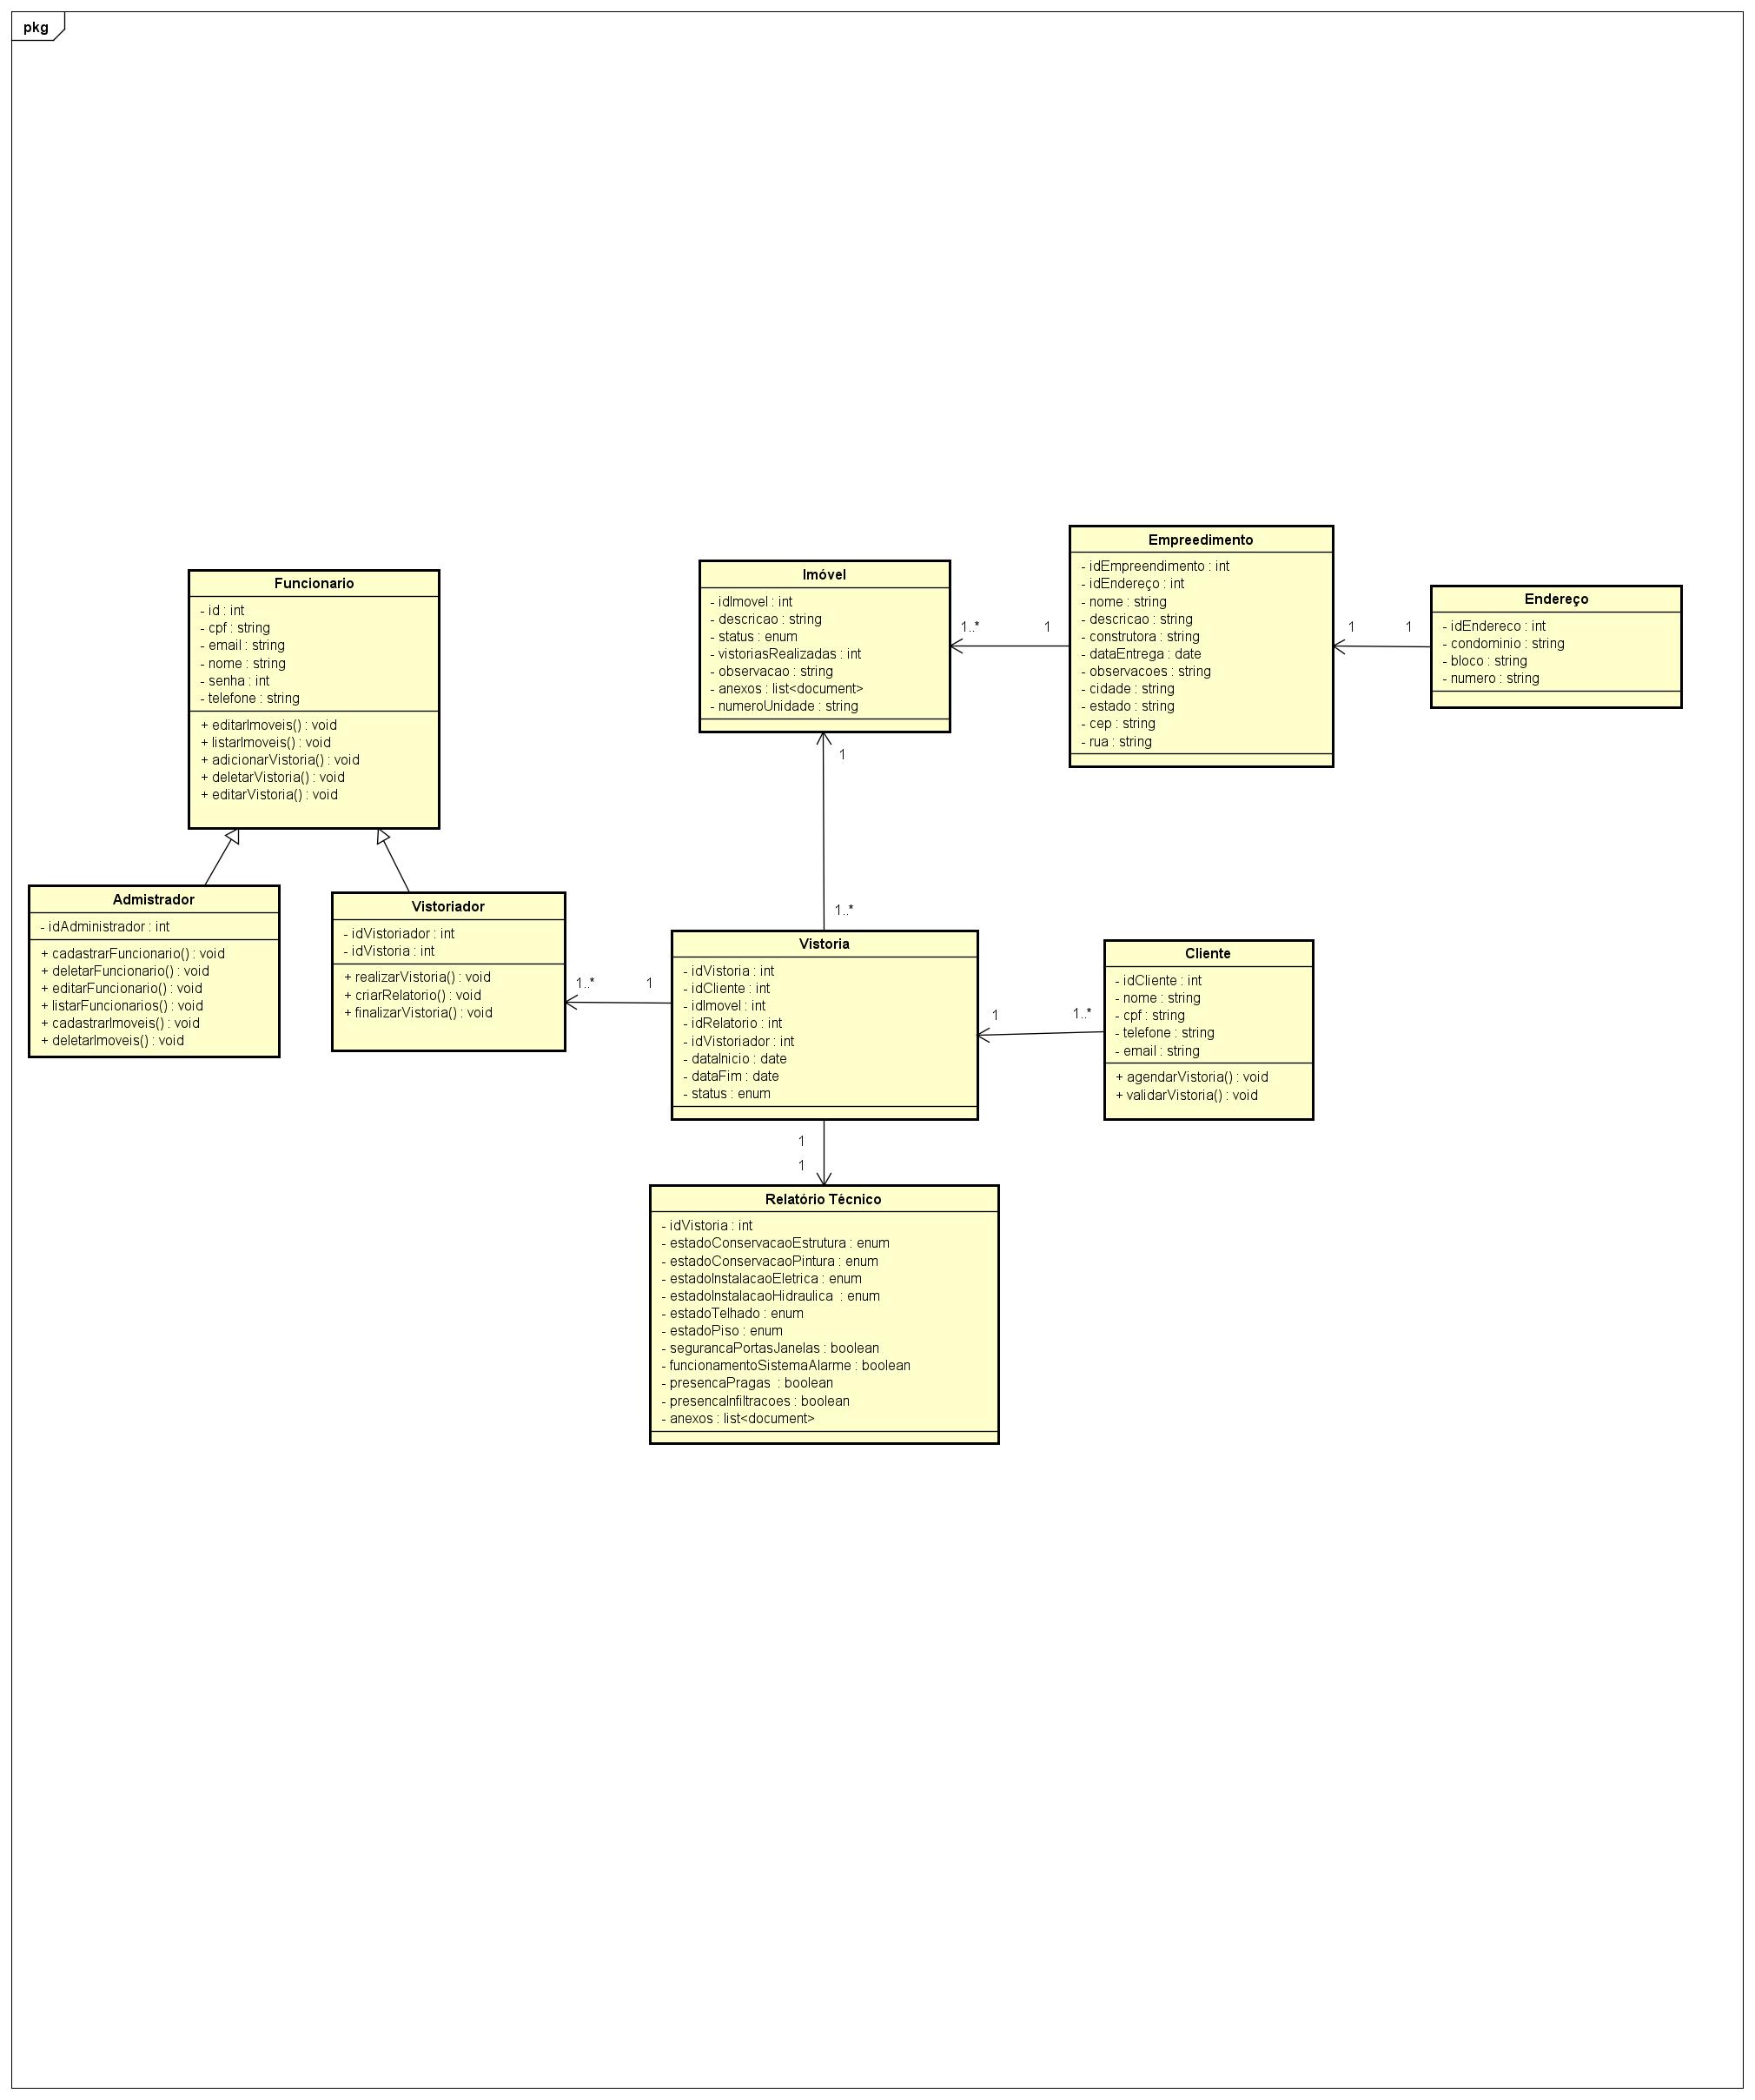 pkg
Funcionario
- id : int
- cpf : string
- email : string
- nome : string
- senha : int
- telefone : string
+ editarImoveis() : void
+ listarImoveis() : void
+ adicionarVistoria() : void
+ deletarVistoria() : void
+ editarVistoria() : void
Imóvel
- idImovel : int
- descricao : string
- status : enum
- vistoriasRealizadas : int
- observacao : string
- anexos : list<document>
- numeroUnidade : string
1..*
1
Empreedimento
- idEmpreendimento : int
- idEndereço : int
- nome : string
- descricao : string
- construtora : string
- dataEntrega : date
- observacoes : string
- cidade : string
- estado : string
- cep : string
- rua : string
1
1
Endereço
- idEndereco : int
- condominio : string
- bloco : string
- numero : string
1
1..*
Admistrador
- idAdministrador : int
+ cadastrarFuncionario() : void
+ deletarFuncionario() : void
+ editarFuncionario() : void
+ listarFuncionarios() : void
+ cadastrarImoveis() : void
+ deletarImoveis() : void
Vistoriador
- idVistoriador : int
- idVistoria : int
+ realizarVistoria() : void
+ criarRelatorio() : void
+ finalizarVistoria() : void
1..*
1
Vistoria
- idVistoria : int
- idCliente : int
- idImovel : int
- idRelatorio : int
- idVistoriador : int
- dataInicio : date
- dataFim : date
- status : enum
1
1..*
Cliente
- idCliente : int
- nome : string
- cpf : string
- telefone : string
- email : string
+ agendarVistoria() : void
+ validarVistoria() : void
1
1
Relatório Técnico
- idVistoria : int
- estadoConservacaoEstrutura : enum
- estadoConservacaoPintura : enum
- estadoInstalacaoEletrica : enum
- estadoInstalacaoHidraulica  : enum
- estadoTelhado : enum
- estadoPiso : enum
- segurancaPortasJanelas : boolean
- funcionamentoSistemaAlarme : boolean
- presencaPragas  : boolean
- presencaInfiltracoes : boolean
- anexos : list<document>